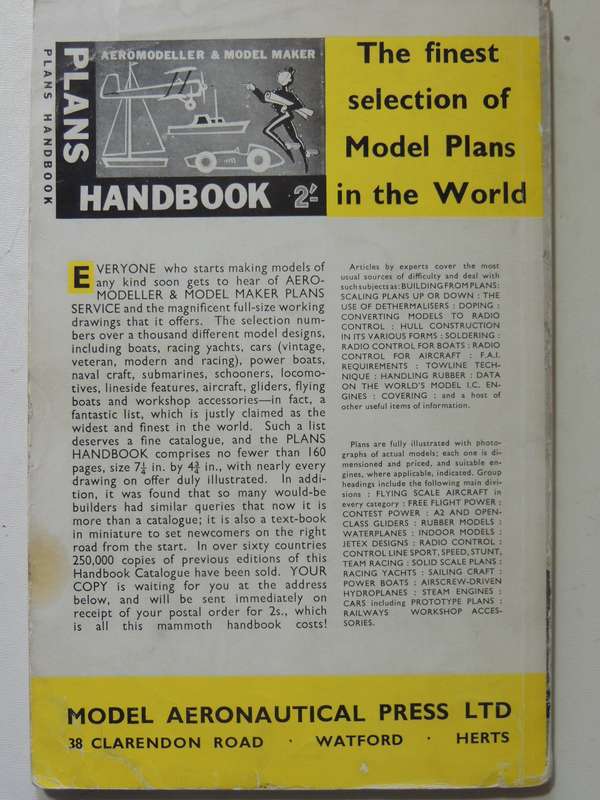 PLANS HANDBOOK
PLANS
AEROMODELLER & MODEL MAKER
HANDBOOK 2/-
The finest
selection of
Model Plans
in the World
EVERYONE who starts making models of
any kind soon gets to hear of AERO-
MODELLER & MODEL MAKER PLANS
SERVICE and the magnificent full-size working
drawings that it offers. The selection num-
bers over a thousand different model designs,
including boats, racing yachts, cars (vintage,
veteran, modern and racing), power boats,
naval craft, submarines, schooners, locomo-
tives, lineside features, aircraft, gliders, flying
boats and workshop accessories—in fact, a
fantastic list, which is justly claimed as the
widest and finest in the world. Such a list
deserves a fine catalogue, and the PLANS
HANDBOOK comprises no fewer than 160
pages, size 7¼ in. by 4¾ in., with nearly every
drawing on offer duly illustrated. In addi-
tion, it was found that so many would-be
builders had similar queries that now it is
more than a catalogue; it is also a text-book
in miniature to set newcomers on the right
road from the start. In over sixty countries
250,000 copies of previous editions of this
Handbook Catalogue have been sold. YOUR
COPY is waiting for you at the address
below, and will be sent immediately on
receipt of your postal order for 2s., which
is all this mammoth handbook costs!
Articles by experts cover the most
usual sources of difficulty and deal with
such subjects as: BUILDING FROM PLANS:
SCALING PLANS UP OR DOWN : THE
USE OF DETHERMALISERS : DOPING :
CONVERTING MODELS TO RADIO
CONTROL : HULL CONSTRUCTION
IN ITS VARIOUS FORMS : SOLDERING :
RADIO CONTROL FOR BOATS : RADIO
CONTROL FOR AIRCRAFT : F.A.I.
REQUIREMENTS : TOWLINE TECH-
NIQUE : HANDLING RUBBER : DATA
ON THE WORLD'S MODEL I.C. EN-
GINES : COVERING : and a host of
other useful items of information.
Plans are fully illustrated with photo-
graphs of actual models; each one is di-
mensioned and priced, and suitable en-
gines, where applicable, indicated. Group
headings include the following main divi-
sions : FLYING SCALE AIRCRAFT in
every category : FREE FLIGHT POWER :
CONTEST POWER : A2 AND OPEN-
CLASS GLIDERS : RUBBER MODELS :
WATERPLANES : INDOOR MODELS :
JETEX DESIGNS : RADIO CONTROL :
CONTROL LINE SPORT, SPEED, STUNT,
TEAM RACING : SOLID SCALE PLANS :
RACING YACHTS : SAILING CRAFT :
POWER BOATS : AIRSCREW-DRIVEN
HYDROPLANES : STEAM ENGINES :
CARS including PROTOTYPE PLANS :
RAILWAYS WORKSHOP ACCES-
SORIES.
MODEL AERONAUTICAL PRESS LTD
38 CLARENDON ROAD · WATFORD · HERTS